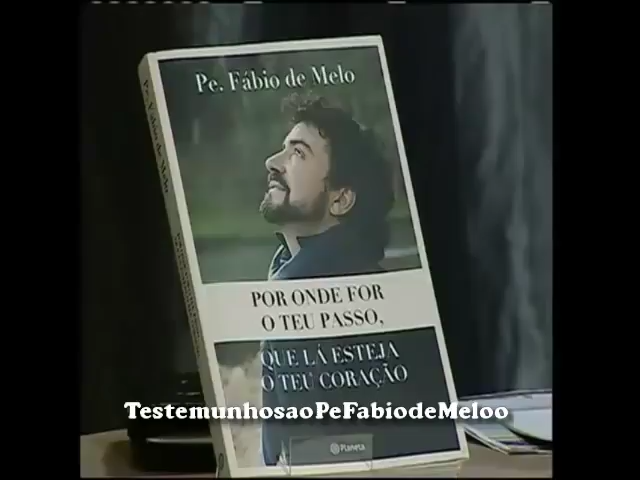 Pe. Fábio de Melo
POR ONDE FOR
O TEU PASSO,
QUE LÁ ESTEJA
O TEU CORAÇÃO
TestemunhosaoPeFabiodeMeloo
Planeta